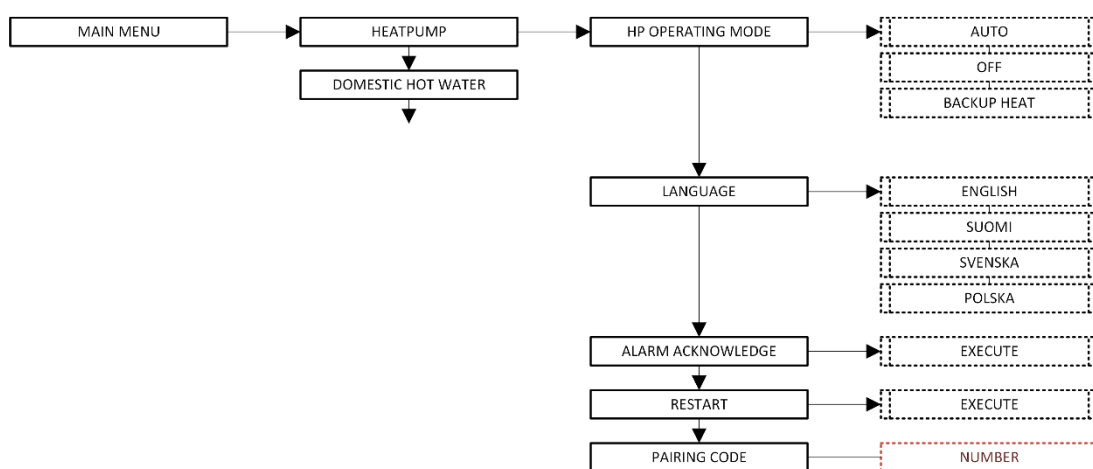 MAIN MENU
HEATPUMP
HP OPERATING MODE
AUTO
OFF
DOMESTIC HOT WATER
BACKUP HEAT
LANGUAGE
ENGLISH
SUOMI
SVENSKA
POLSKA
ALARM ACKNOWLEDGE
EXECUTE
RESTART
EXECUTE
PAIRING CODE
NUMBER